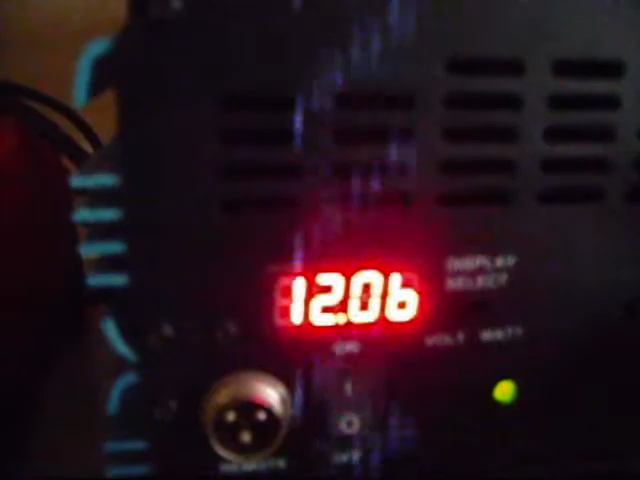 DISPLAY
SELECT
12.06
VOLT WATT
ON
I
O
REMOTE
OFF